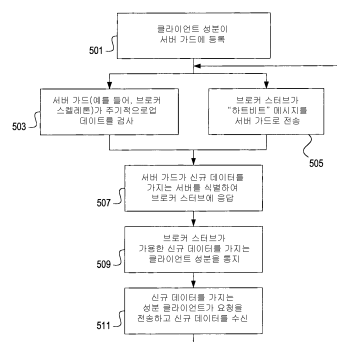 클라이언트 성분이
서버 가드에 등록
501
서버 가드(예를 들어, 브로커
스켈레톤)가 주기적으로업
데이트를 검사
503
브로커 스터브가
"하트비트" 메시지를
서버 가드로 전송
505
서버 가드가 신규 데이터를
가지는 서버를 식별하여
브로커 스터브에 응답
507
브로커 스터브가
가용한 신규 데이터를 가지는
클라이언트 성분을 통지
509
신규 데이터를 가지는
성분 클라이언트가 요청을
전송하고 신규 데이터를 수신
511